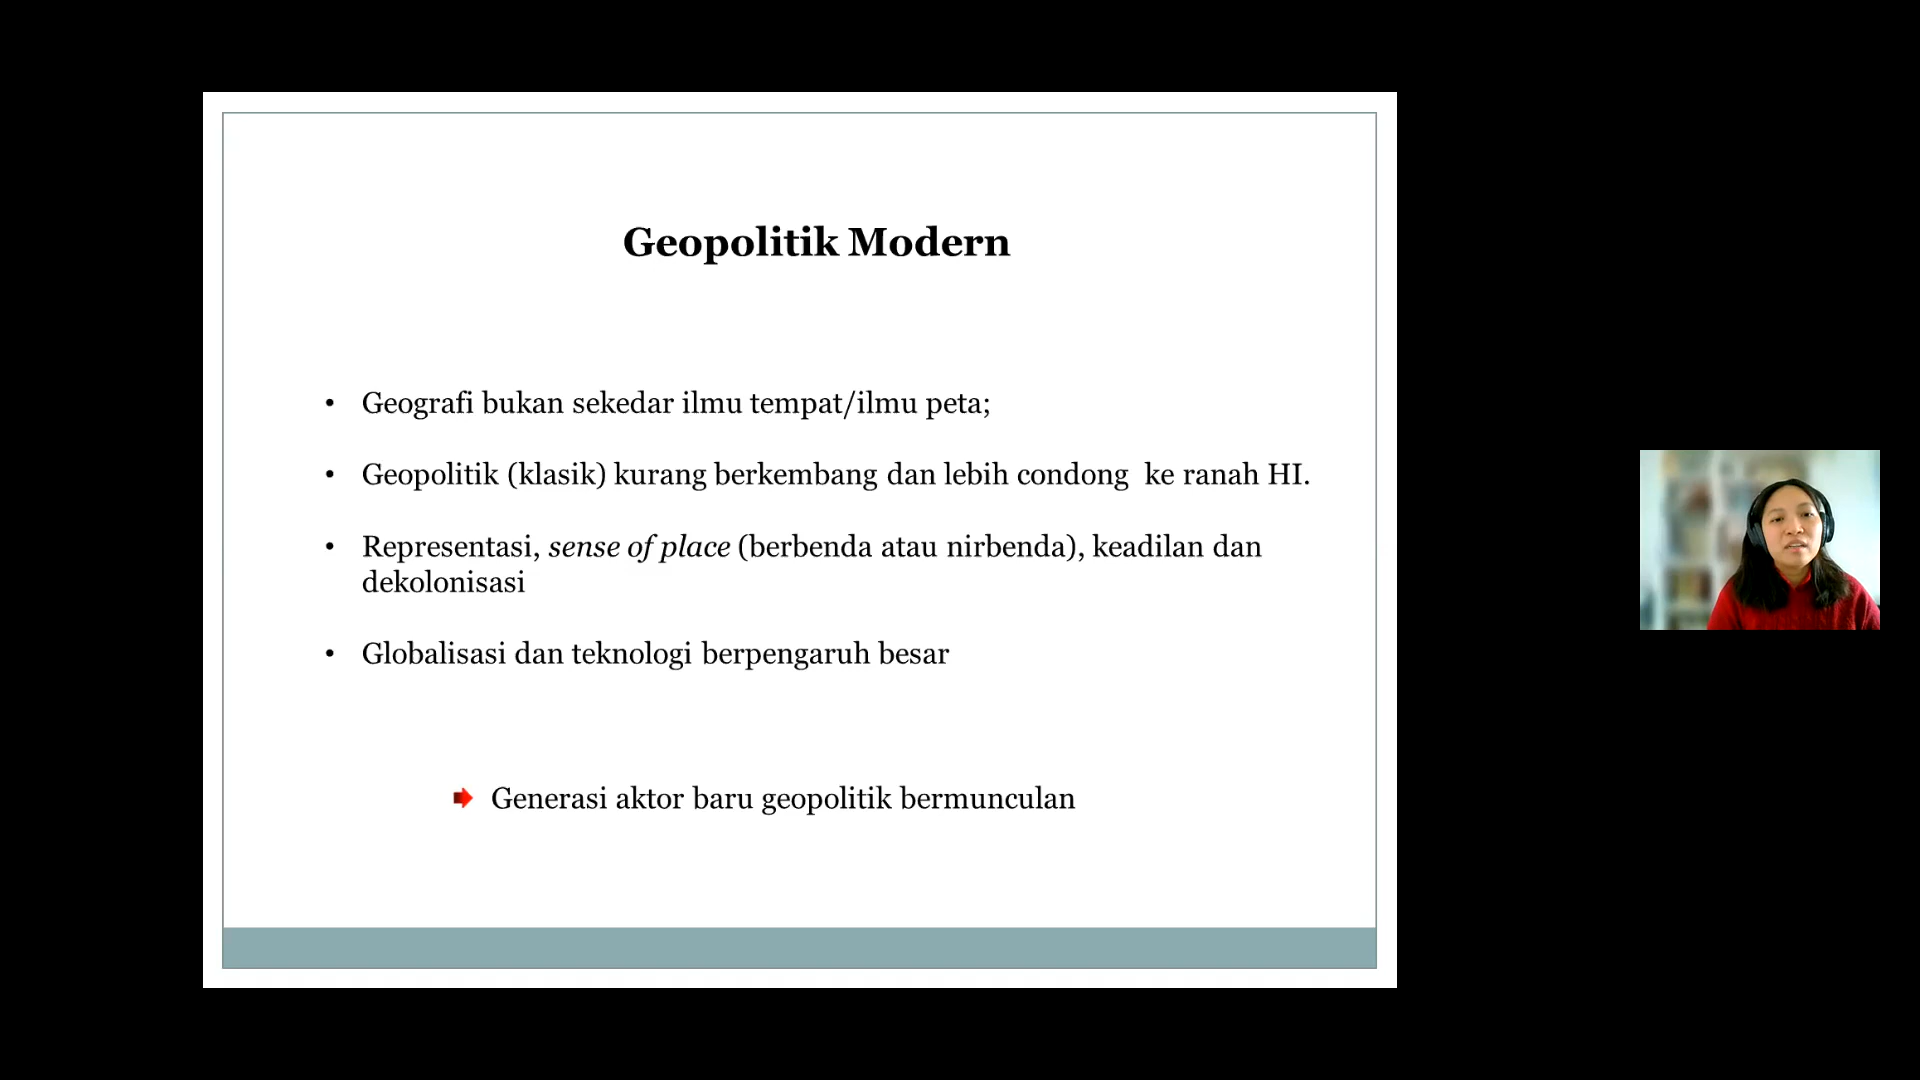 Geopolitik Modern
• Geografi bukan sekedar ilmu tempat/ilmu peta;
• Geopolitik (klasik) kurang berkembang dan lebih condong  ke ranah HI.
• Representasi, sense of place (berbenda atau nirbenda), keadilan dan
dekolonisasi
• Globalisasi dan teknologi berpengaruh besar
Generasi aktor baru geopolitik bermunculan